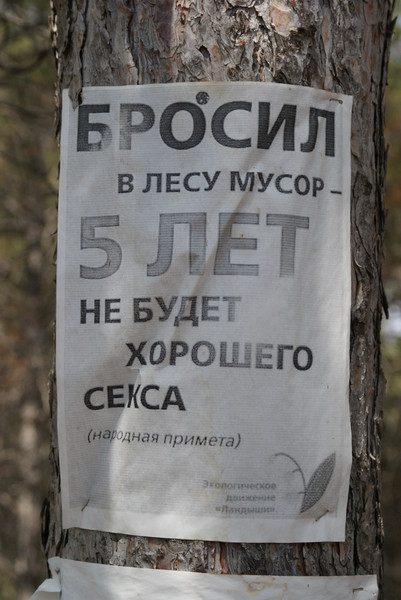 БРОСИЛ
В ЛЕСУ МУСОР –
5 ЛЕТ
НЕ БУДЕТ
ХОРОШЕГО
СЕКСА
(народная примета)
Экологическое
движение
«Ландыши»